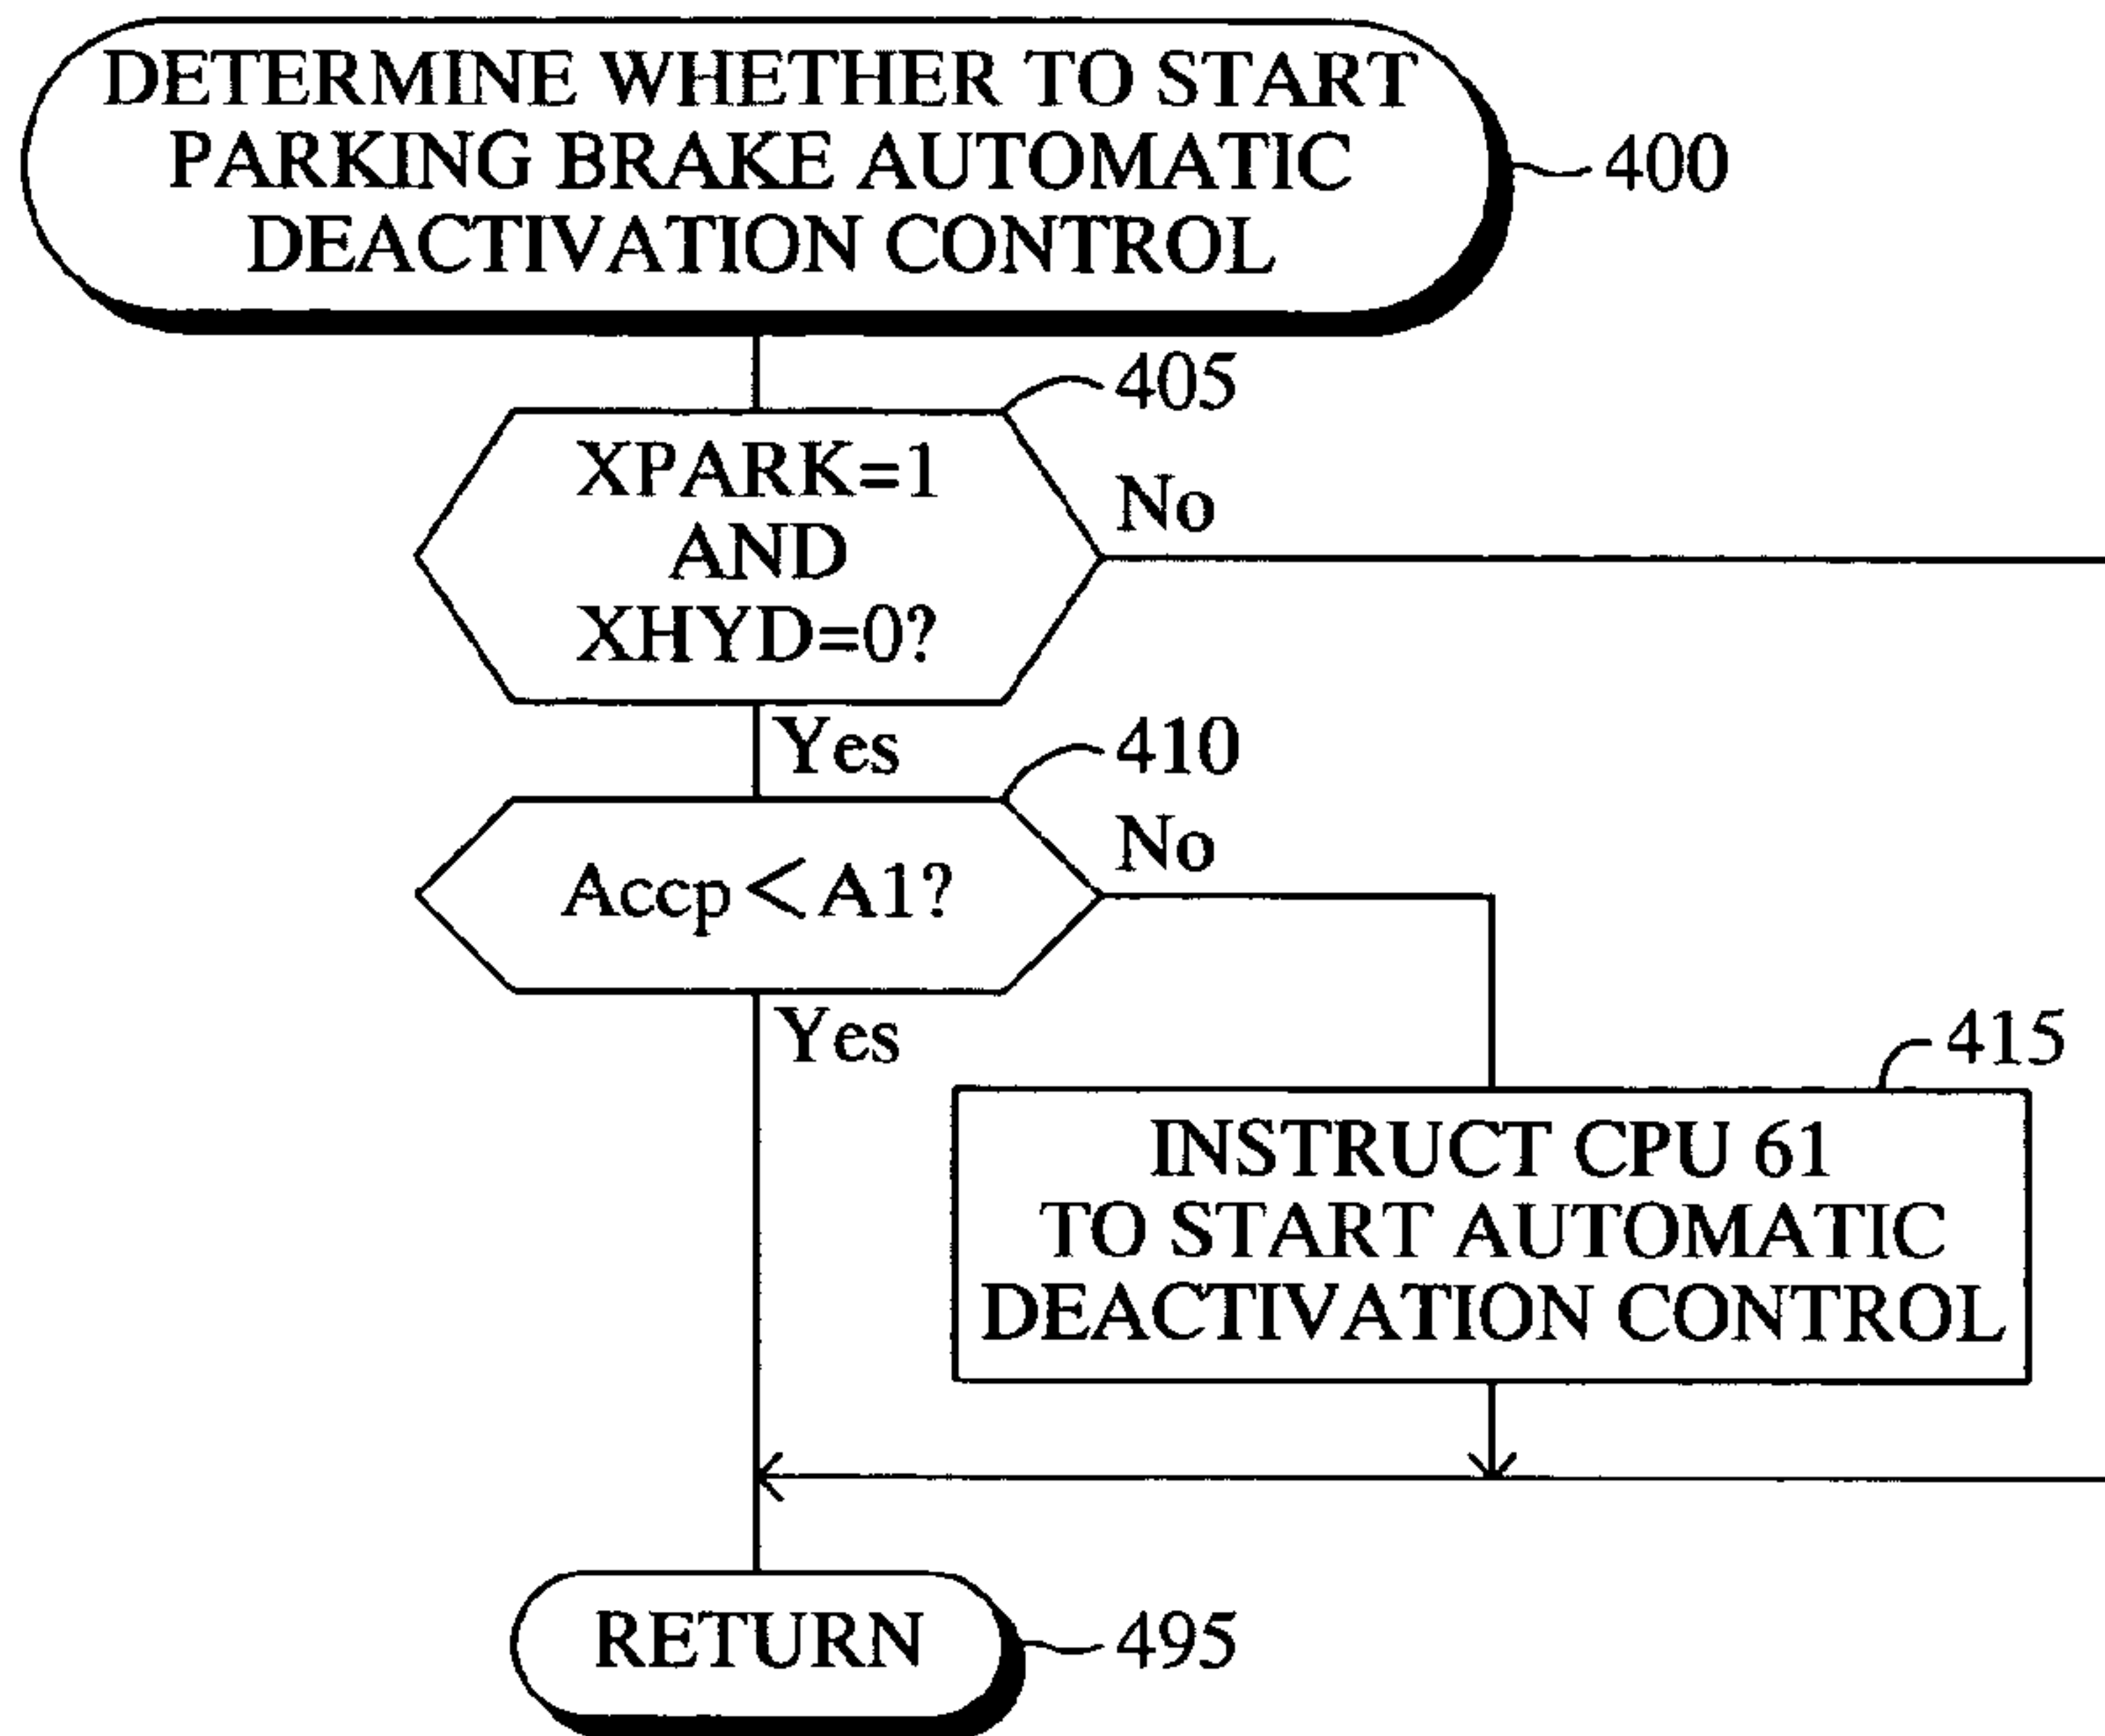 DETERMINE WHETHER TO START
PARKING BRAKE AUTOMATIC
DEACTIVATION CONTROL
400
405
XPARK=1
AND
XHYD=0?
No
Yes
410
Accp<A1?
No
Yes
415
INSTRUCT CPU 61
TO START AUTOMATIC
DEACTIVATION CONTROL
RETURN
495